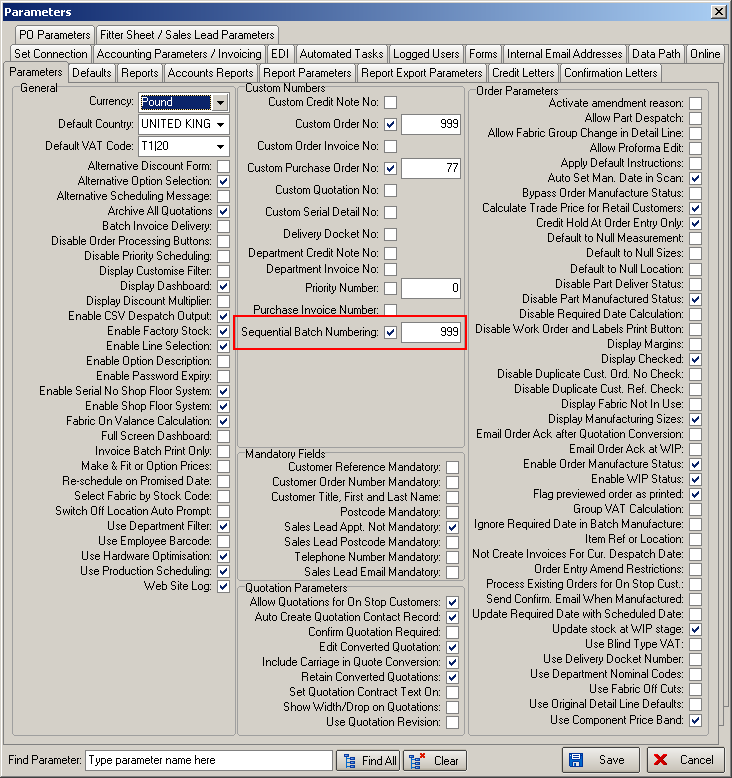 Parameters
PO Parameters Fitter Sheet / Sales Lead Parameters
Set Connection Accounting Parameters / Invoicing EDI Automated Tasks Logged Users Forms Internal Email Addresses Data Path Online
Parameters Defaults Reports Accounts Reports Report Parameters Report Export Parameters Credit Letters Confirmation Letters
General
Currency: Pound
Default Country: UNITED KING
Default VAT Code: T1|20
Alternative Discount Form:
Alternative Option Selection:
Alternative Scheduling Message:
Archive All Quotations
Batch Invoice Delivery:
Disable Order Processing Buttons:
Disable Priority Scheduling:
Display Customise Filter:
Display Dashboard:
Display Discount Multiplier:
Enable CSV Despatch Output:
Enable Factory Stock:
Enable Line Selection:
Enable Option Description:
Enable Password Expiry:
Enable Serial No Shop Floor System:
Enable Shop Floor System:
Fabric On Valance Calculation:
Full Screen Dashboard:
Invoice Batch Print Only:
Make & Fit or Option Prices:
Re-schedule on Promised Date:
Select Fabric by Stock Code:
Switch Off Location Auto Prompt:
Use Department Filter:
Use Employee Barcode:
Use Hardware Optimisation:
Use Production Scheduling:
Web Site Log:
Custom Numbers
Custom Credit Note No:
Custom Order No: 999
Custom Order Invoice No:
Custom Purchase Order No: 77
Custom Quotation No:
Custom Serial Detail No:
Delivery Docket No:
Department Credit Note No:
Department Invoice No:
Priority Number: 0
Purchase Invoice Number:
Sequential Batch Numbering: 999
Mandatory Fields
Customer Reference Mandatory:
Customer Order Number Mandatory:
Customer Title, First and Last Name:
Postcode Mandatory:
Sales Lead Appt. Not Mandatory:
Sales Lead Postcode Mandatory:
Telephone Number Mandatory:
Sales Lead Email Mandatory:
Quotation Parameters
Allow Quotations for On Stop Customers:
Auto Create Quotation Contact Record:
Confirm Quotation Required:
Edit Converted Quotation:
Include Carriage in Quote Conversion:
Retain Converted Quotations:
Set Quotation Contract Text On:
Show Width/Drop on Quotations:
Use Quotation Revision:
Order Parameters
Activate amendment reason:
Allow Part Despatch:
Allow Fabric Group Change in Detail Line:
Allow Proforma Edit:
Apply Default Instructions:
Auto Set Man. Date in Scan:
Bypass Order Manufacture Status:
Calculate Trade Price for Retail Customers:
Credit Hold At Order Entry Only:
Default to Null Measurement:
Default to Null Sizes:
Default to Null Location:
Disable Part Deliver Status:
Disable Part Manufactured Status:
Disable Required Date Calculation:
Disable Work Order and Labels Print Button:
Display Margins:
Display Checked:
Disable Duplicate Cust. Ord. No Check:
Disable Duplicate Cust. Ref. Check:
Display Fabric Not In Use:
Display Manufacturing Sizes:
Email Order Ack after Quotation Conversion:
Email Order Ack at WIP:
Enable Order Manufacture Status:
Enable WIP Status:
Flag previewed order as printed:
Group VAT Calculation:
Ignore Required Date in Batch Manufacture:
Item Ref or Location:
Not Create Invoices For Cur. Despatch Date:
Order Entry Amend Restrictions:
Process Existing Orders for On Stop Cust.:
Send Confirm. Email When Manufactured:
Update Required Date with Scheduled Date:
Update stock at WIP stage:
Use Blind Type VAT:
Use Delivery Docket Number:
Use Department Nominal Codes:
Use Fabric Off Cuts:
Use Original Detail Line Defaults:
Use Component Price Band:
Find Parameter: Type parameter name here Find All Clear Save Cancel